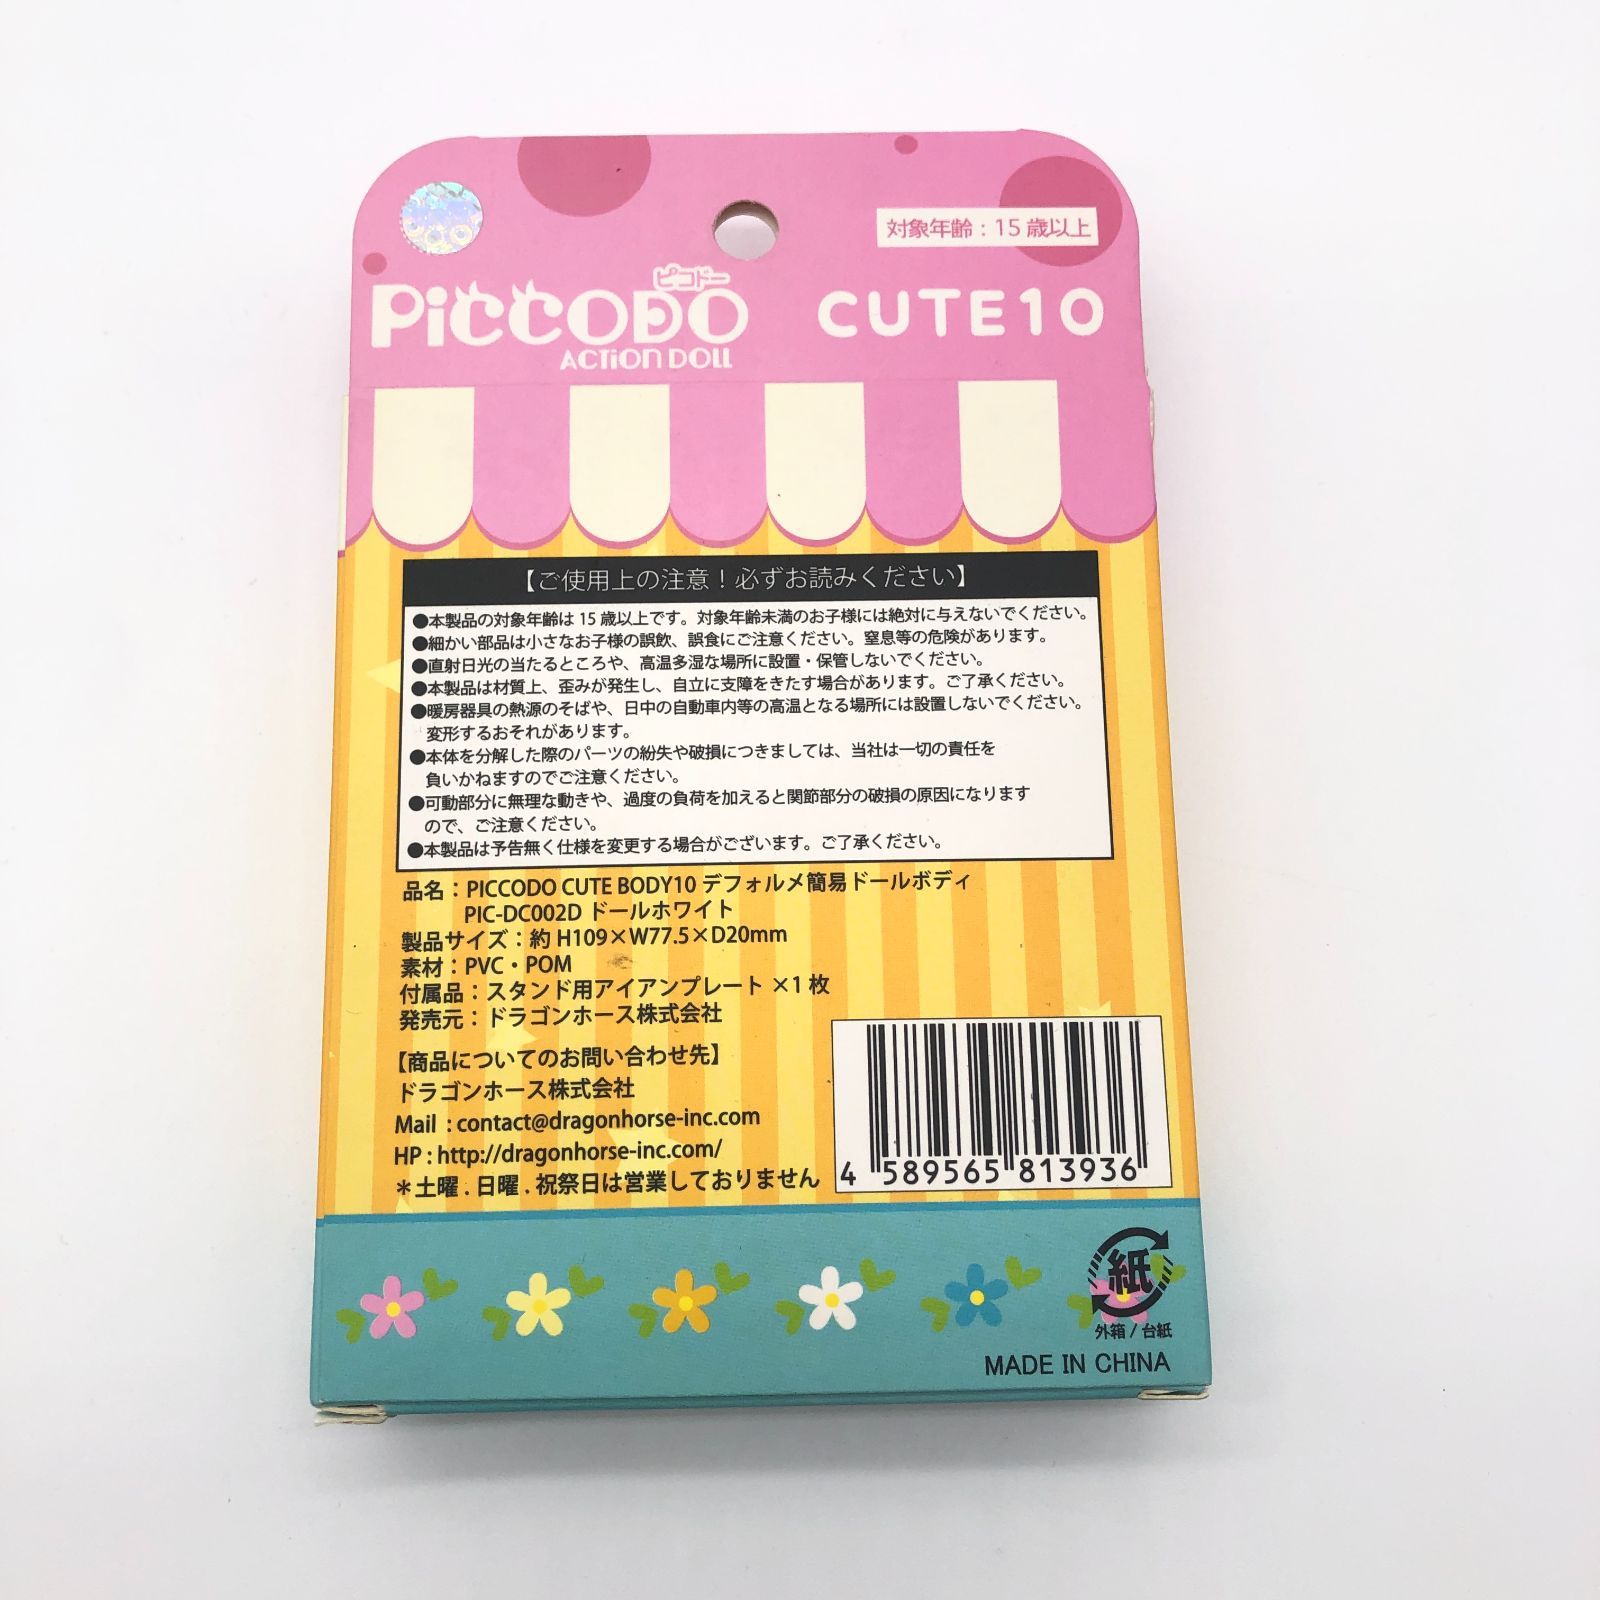 対象年齢：15 歳以上
ピコドー
PiCCODO CUTE10
ACTION DOLL
【ご使用上の注意！必ずお読みください】
●本製品の対象年齢は 15 歳以上です。対象年齢未満のお子様には絶対に与えないでください。
●細かい部品は小さなお子様の誤飲、誤食にご注意ください。窒息等の危険があります。
●直射日光の当たるところや、高温多湿な場所に設置・保管しないでください。
●本製品は材質上、歪みが発生し、自立に支障をきたす場合があります。ご了承ください。
●暖房器具の熱源のそばや、日中の自動車内等の高温となる場所には設置しないでください。
変形するおそれがあります。
●本体を分解した際のパーツの紛失や破損につきましては、当社は一切の責任を
負いかねますのでご注意ください。
●可動部分に無理な動きや、過度の負荷を加えると関節部分の破損の原因になります
ので、ご注意ください。
●本製品は予告無く仕様を変更する場合がございます。ご了承ください。
品名：PICCODO CUTE BODY10 デフォルメ簡易ドールボディ
PIC-DC002D ドールホワイト
製品サイズ：約 H109×W77.5×D20mm
素材：PVC・POM
付属品：スタンド用アイアンプレート ×1 枚
発売元：ドラゴンホース株式会社
【商品についてのお問い合わせ先】
ドラゴンホース株式会社
Mail : contact@dragonhorse-inc.com
HP : http://dragonhorse-inc.com/
＊土曜 . 日曜 . 祝祭日は営業しておりません
4 589565 813936
紙
外箱 / 台紙
MADE IN CHINA